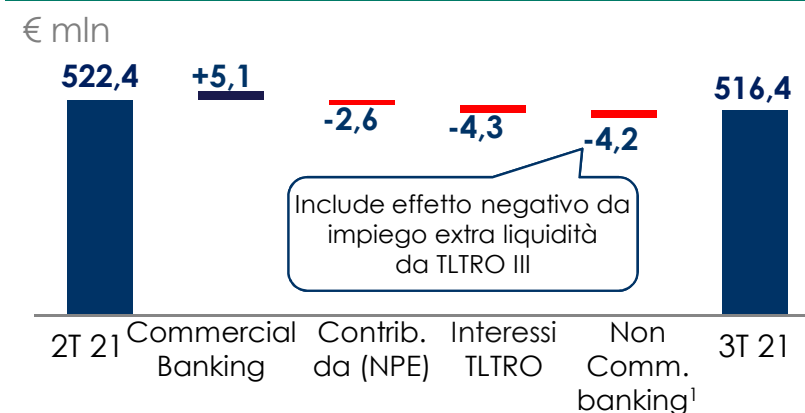 € mln
522,4
+5,1
-2,6
-4,3
-4,2
516,4
Include effetto negativo da
impiego extra liquidità
da TLTRO III
2T 21
Commercial
Banking
Contrib.
da (NPE)
Interessi
TLTRO
Non
Comm.
banking¹
3T 21